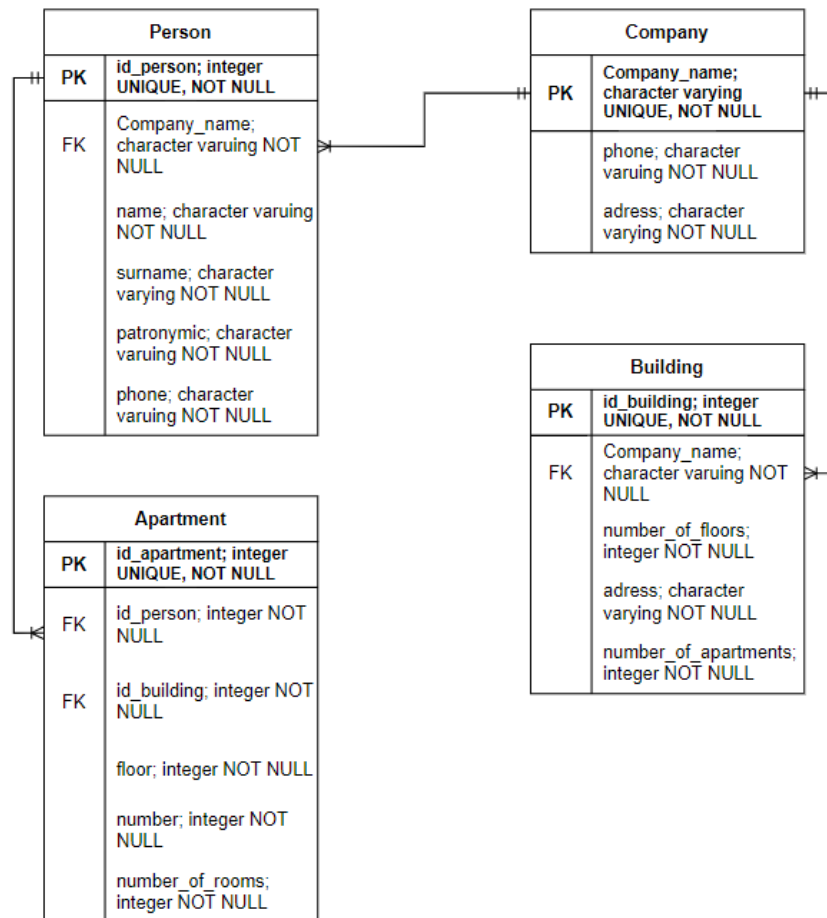 Person
PK
id_person; integer
UNIQUE, NOT NULL
FK
Company_name;
character varuing NOT
NULL
name; character varuing
NOT NULL
surname; character
varying NOT NULL
patronymic; character
varuing NOT NULL
phone; character
varuing NOT NULL
Company
PK
Company_name;
character varying
UNIQUE, NOT NULL
phone; character
varuing NOT NULL
adress; character
varying NOT NULL
Building
PK
id_building; integer
UNIQUE, NOT NULL
FK
Company_name;
character varuing NOT
NULL
number_of_floors;
integer NOT NULL
adress; character
varying NOT NULL
number_of_apartments;
integer NOT NULL
Apartment
PK
id_apartment; integer
UNIQUE, NOT NULL
FK
id_person; integer NOT
NULL
FK
id_building; integer NOT
NULL
floor; integer NOT NULL
number; integer NOT
NULL
number_of_rooms;
integer NOT NULL